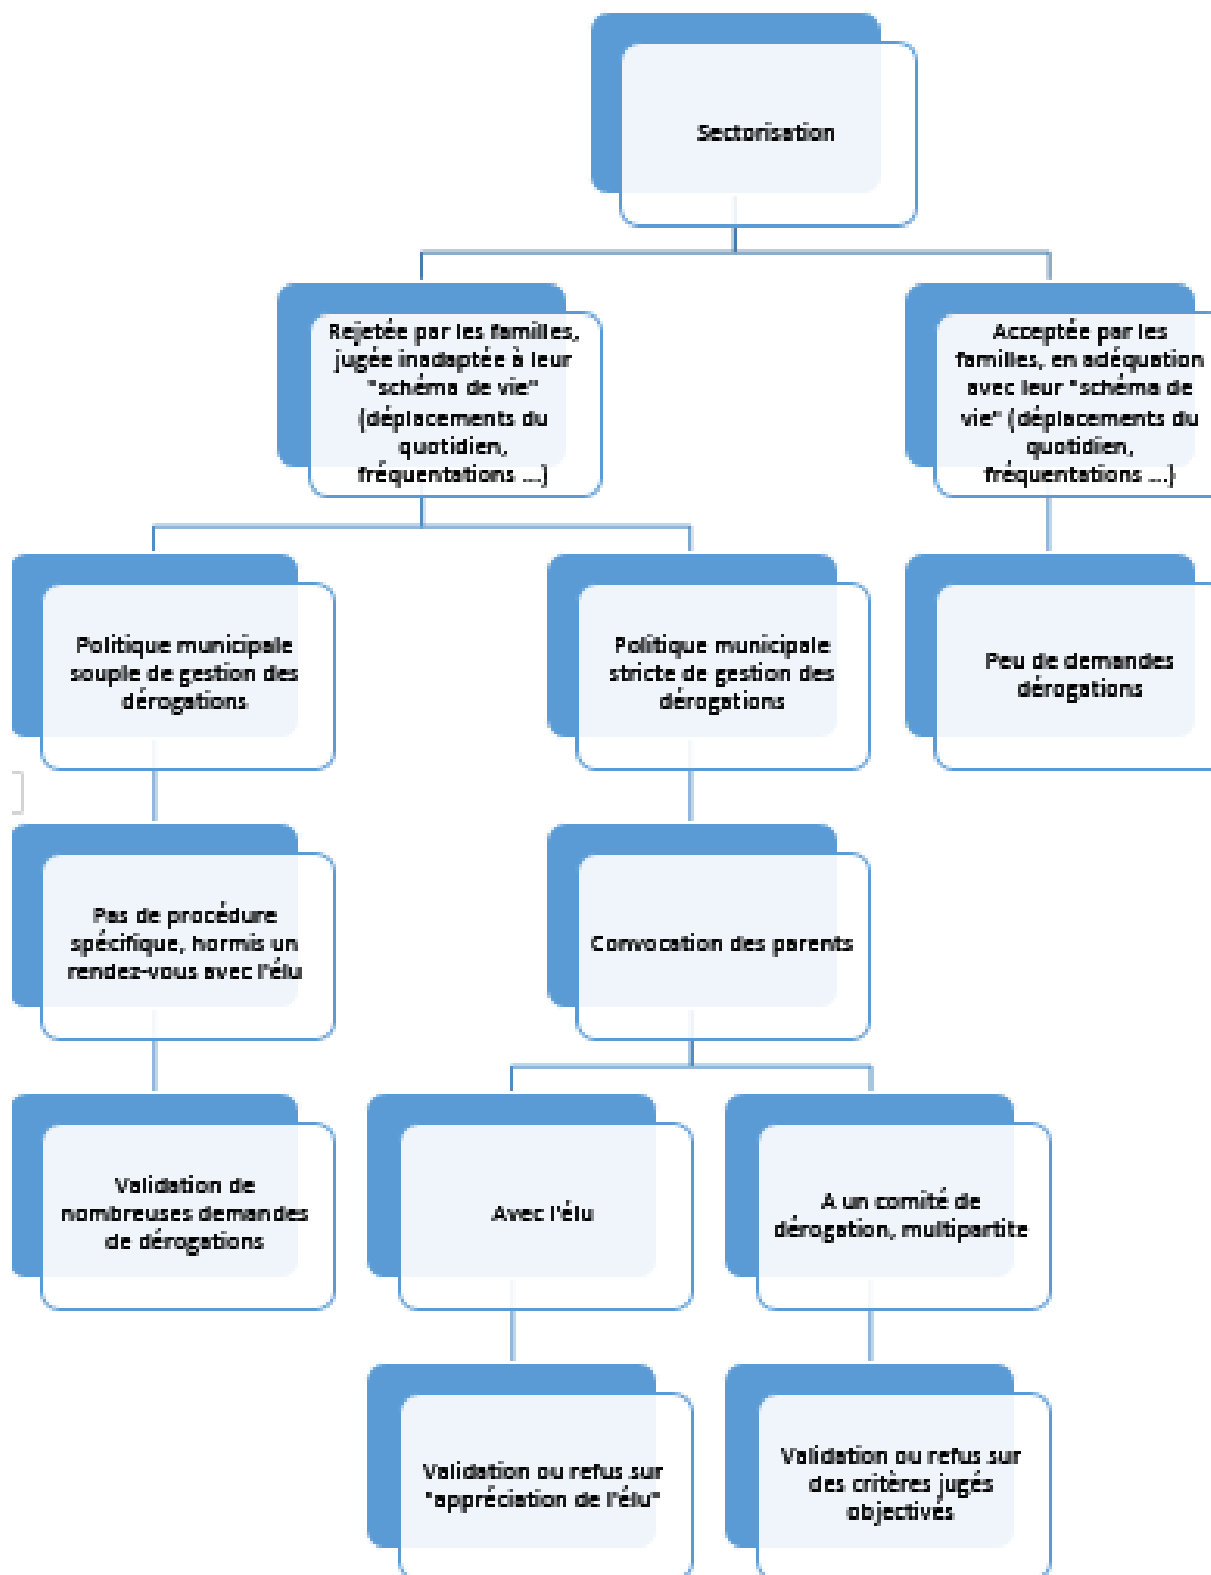 Sectorisation
Rejetée par les familles,
jugée inadaptée à leur
"schéma de vie"
(déplacements du
quotidien,
fréquentations ...)
Acceptée par les
familles, en adéquation
avec leur "schéma de
vie" (déplacements du
quotidien,
fréquentations ...)
Politique municipale
souple de gestion des
dérogations
Politique municipale
stricte de gestion des
dérogations
Peu de demandes
dérogations
Pas de procédure
spécifique, hormis un
rendez-vous avec l'élu
Convocation des parents
Validation de
nombreuses demandes
de dérogations
Avec l'élu
A un comité de
dérogation, multipartite
Validation ou refus sur
"appréciation de l'élu"
Validation ou refus sur
des critères jugés
objectivés